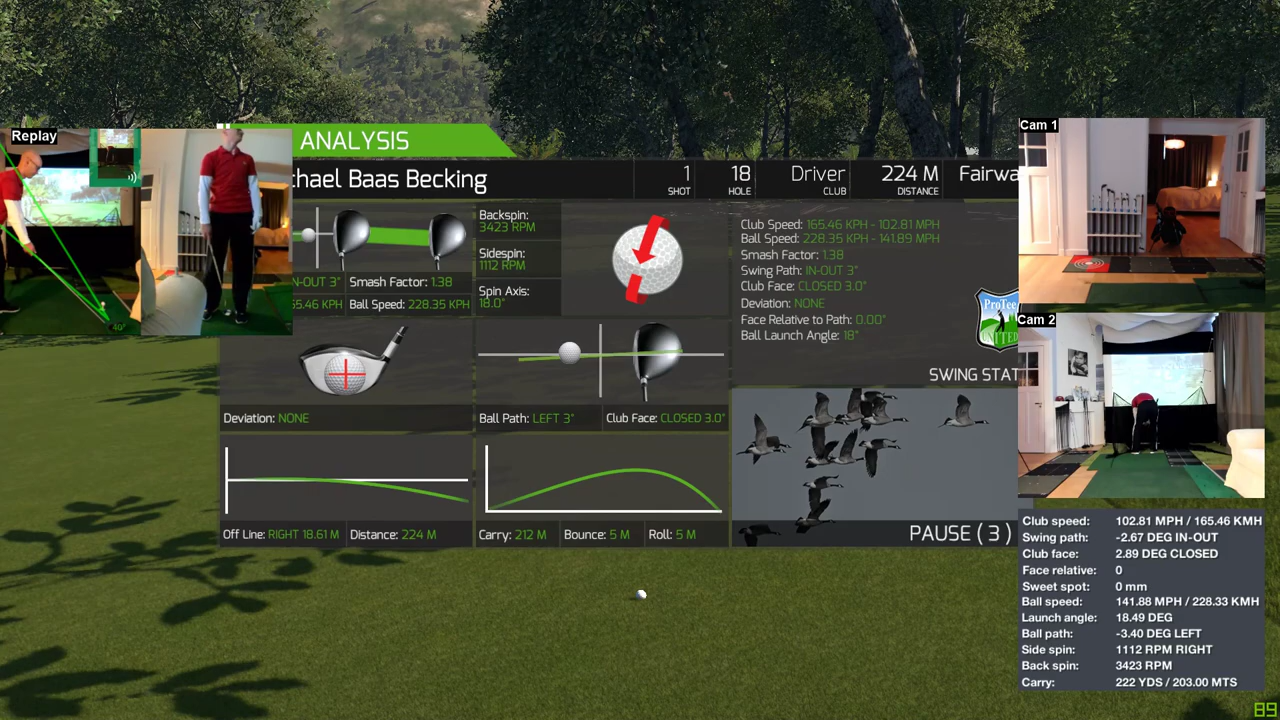 Replay
ANALYSIS
Cam 1
chael Baas Becking
1
SHOT
18
HOLE
Driver
CLUB
224 M
DISTANCE
Fairwa
N-OUT 3°
Smash Factor: 1.38
65.46 KPH
Ball Speed: 228.35 KPH
40°
Backspin:
3423 RPM
Sidespin:
1112 RPM
Spin Axis:
18.0°
Club Speed: 165.46 KPH - 102.81 MPH
Ball Speed: 228.35 KPH - 141.89 MPH
Smash Factor: 1.38
Swing Path: IN-OUT 3°
Club Face: CLOSED 3.0°
Deviation: NONE
Face Relative to Path: 0.00°
Ball Launch Angle: 18°
ProTee
UNITED
SWING STAT
Cam 2
Deviation: NONE
Ball Path: LEFT 3°
Club Face: CLOSED 3.0°
Off Line: RIGHT 18.61 M
Distance: 224 M
Carry: 212 M
Bounce: 5 M
Roll: 5 M
PAUSE ( 3 )
Club speed: 102.81 MPH / 165.46 KMH
Swing path: -2.67 DEG IN-OUT
Club face: 2.89 DEG CLOSED
Face relative: 0
Sweet spot: 0 mm
Ball speed: 141.88 MPH / 228.33 KMH
Launch angle: 18.49 DEG
Ball path: -3.40 DEG LEFT
Side spin: 1112 RPM RIGHT
Back spin: 3423 RPM
Carry: 222 YDS / 203.00 MTS
89